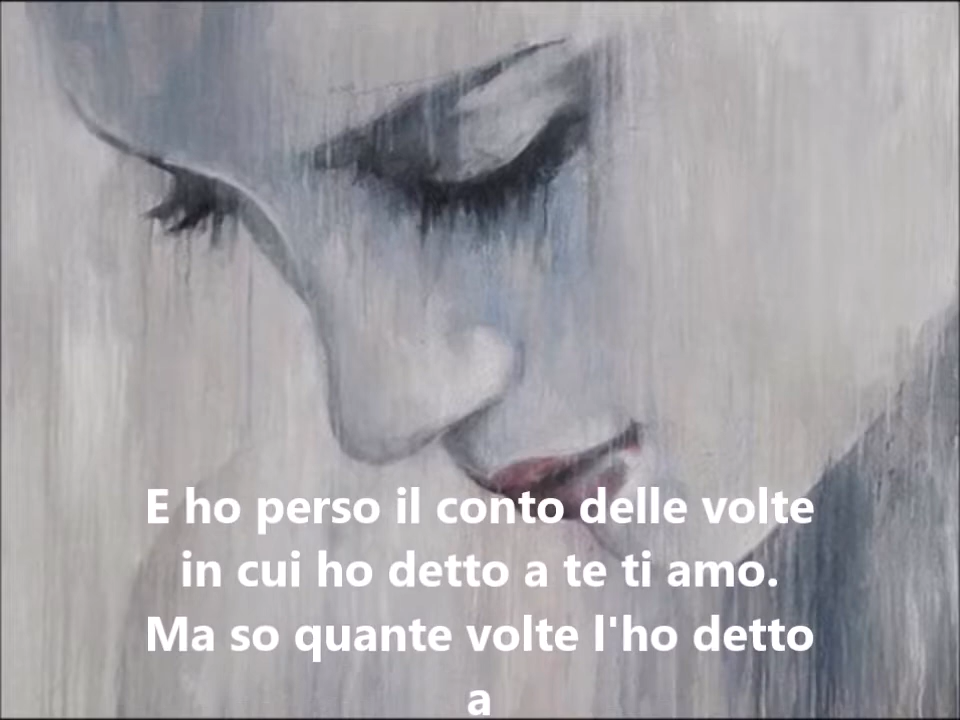 E ho perso il conto delle volte
in cui ho detto a te ti amo.
Ma so quante volte l'ho detto
a